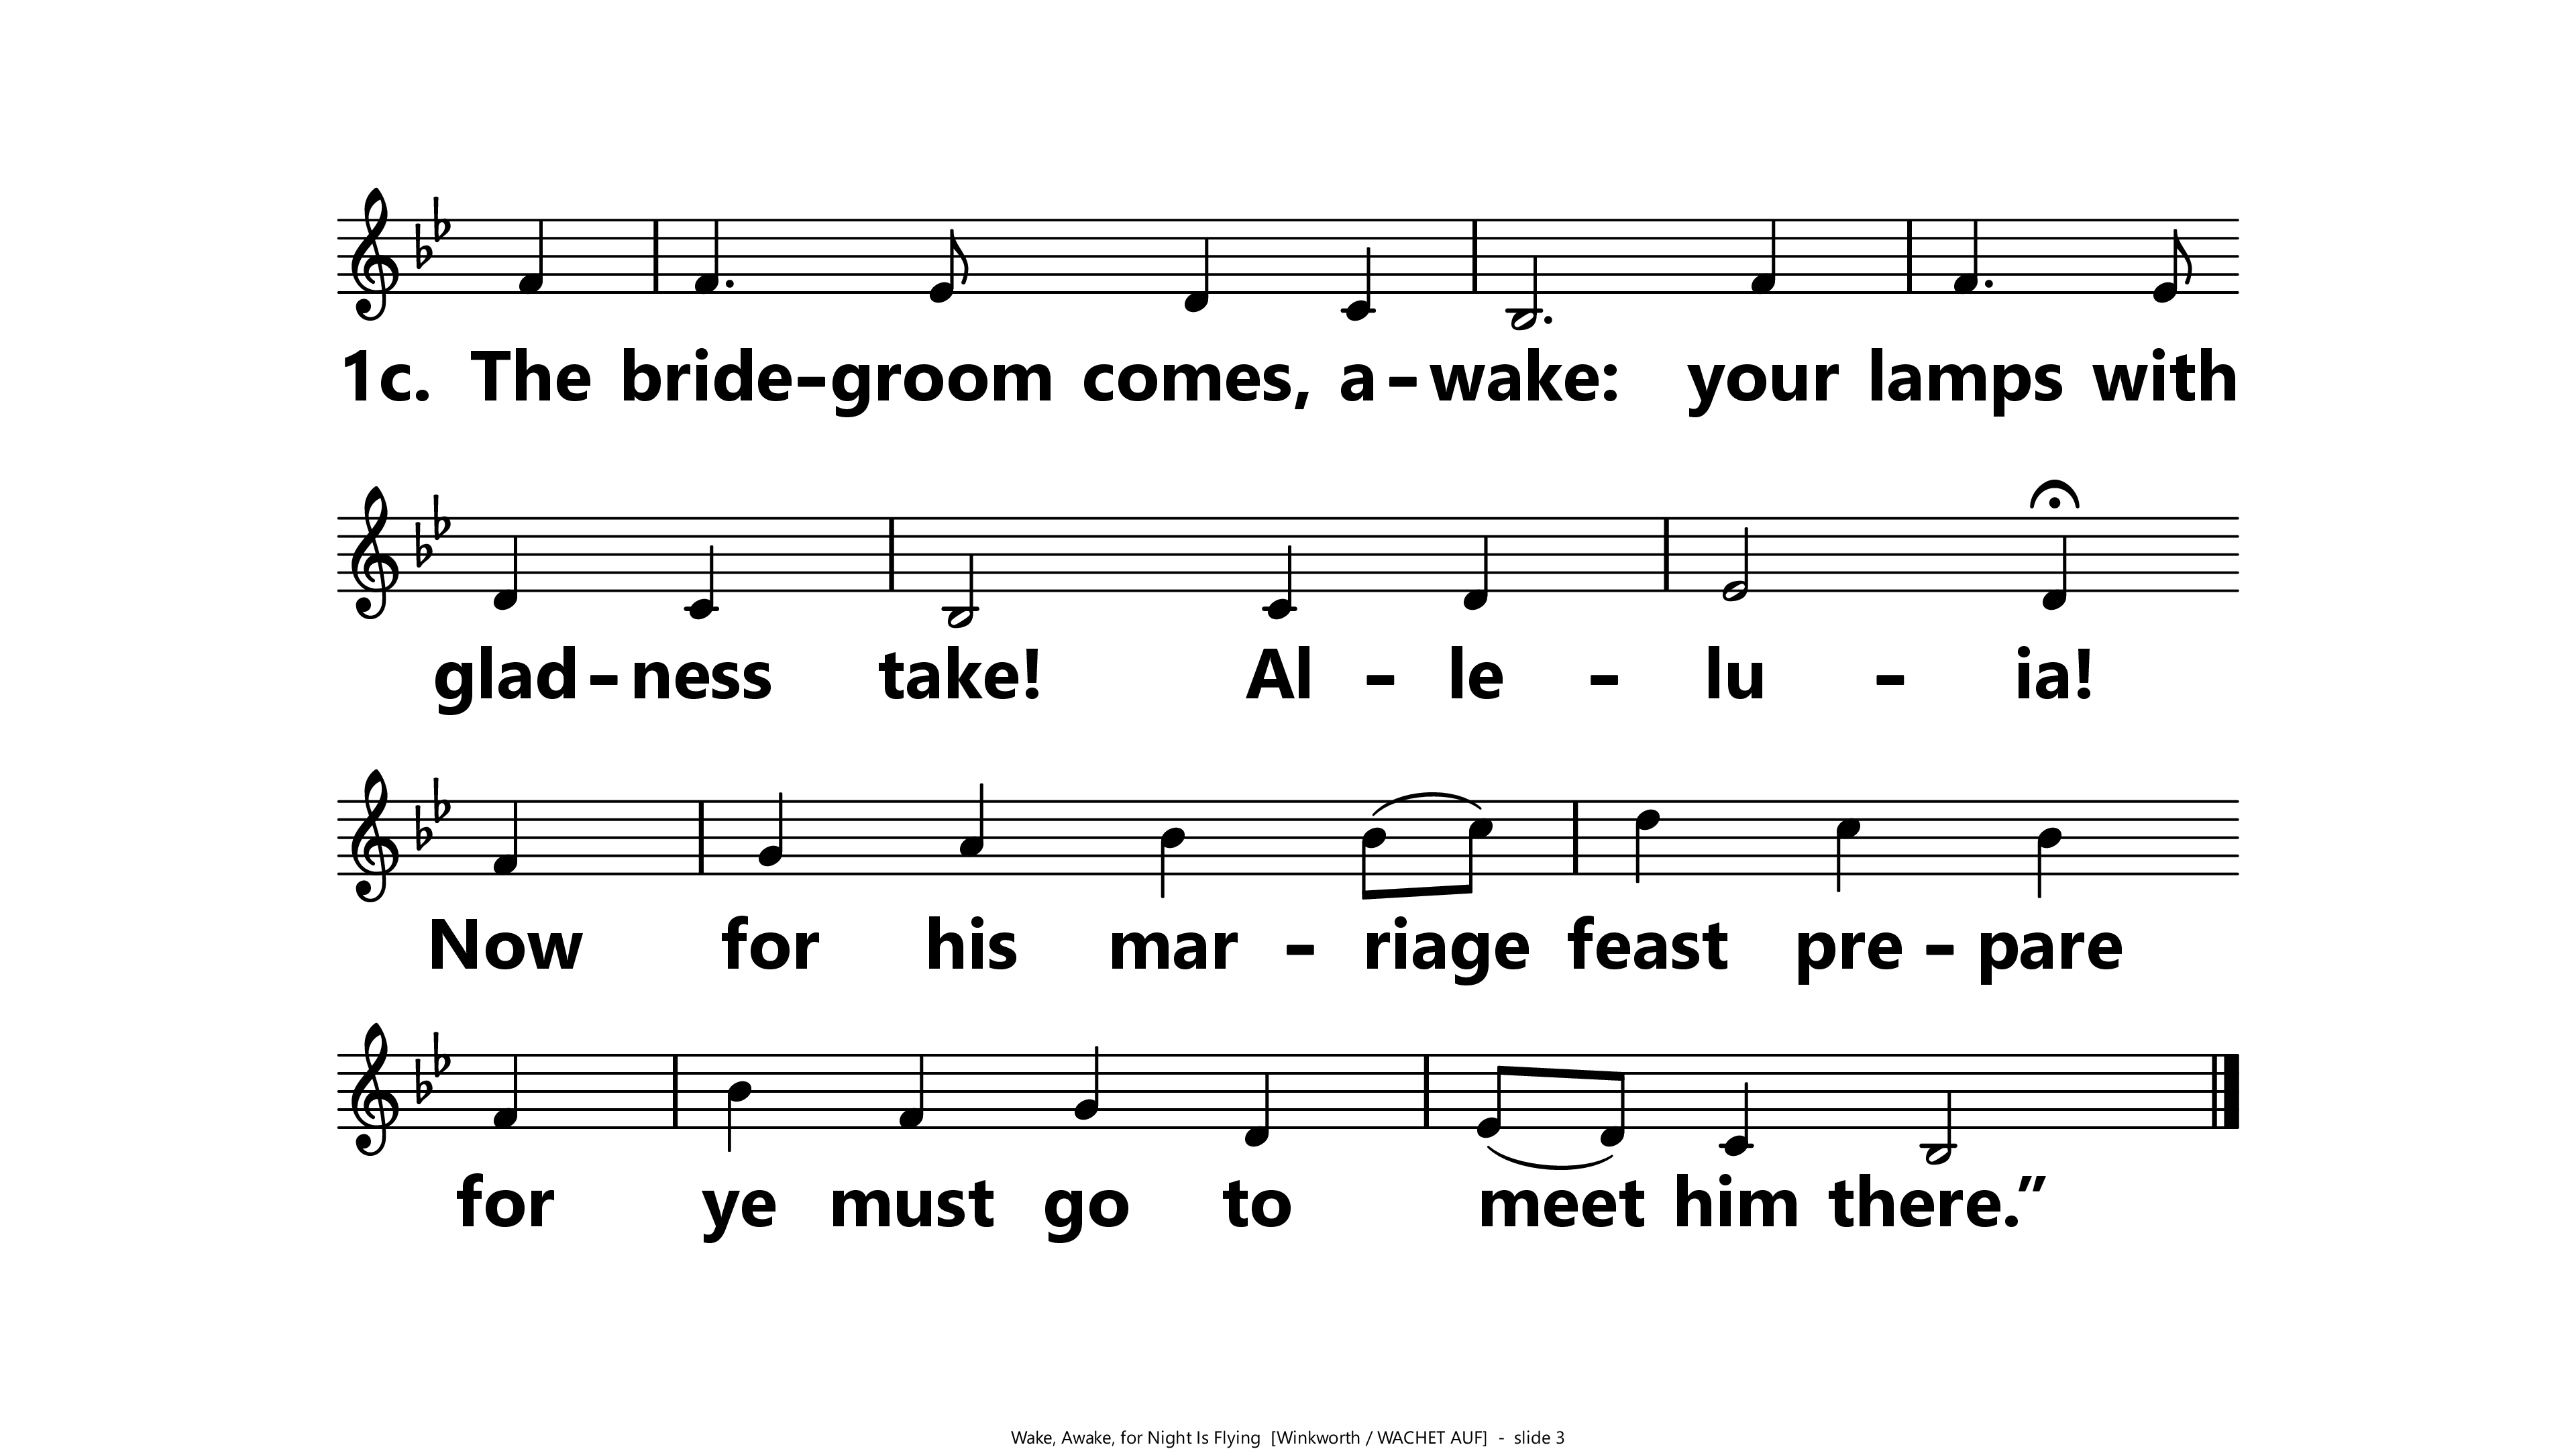 1c. The bride-groom comes, a-wake: your lamps with
glad-ness take! Al - le - lu - ia!
Now for his mar - riage feast pre - pare
for ye must go to meet him there.”
Wake, Awake, for Night Is Flying [Winkworth / WACHET AUF] - slide 3